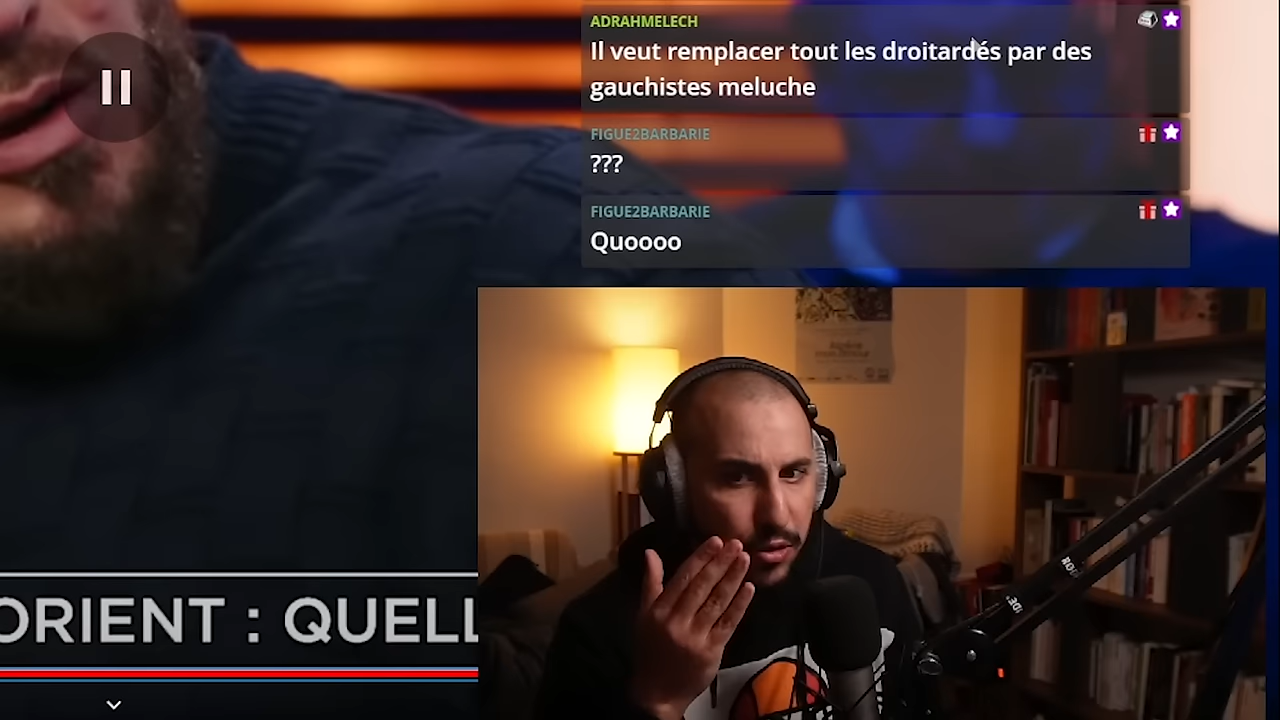 ADRAHMELECH
Il veut remplacer tout les droitardés par des
gauchistes meluche
FIGUE2BARBARIE
???
FIGUE2BARBARIE
Quoooo
ORIENT : QUELL